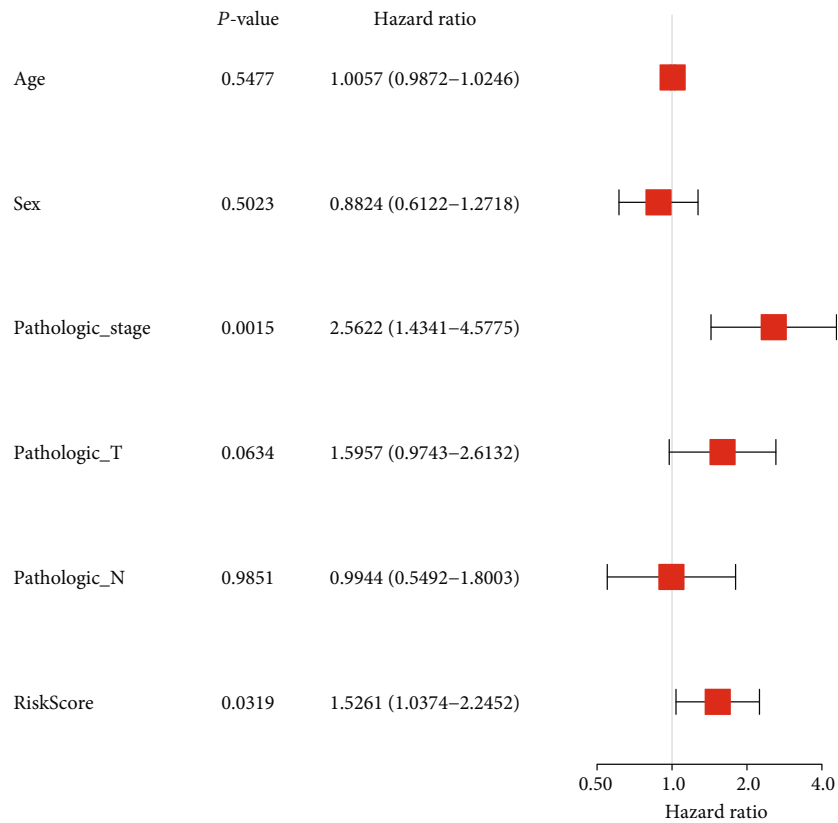 P-value Hazard ratio
Age 0.5477 1.0057 (0.9872−1.0246)
Sex 0.5023 0.8824 (0.6122−1.2718)
Pathologic_stage 0.0015 2.5622 (1.4341−4.5775)
Pathologic_T 0.0634 1.5957 (0.9743−2.6132)
Pathologic_N 0.9851 0.9944 (0.5492−1.8003)
RiskScore 0.0319 1.5261 (1.0374−2.2452)
0.50 1.0 2.0 4.0
Hazard ratio